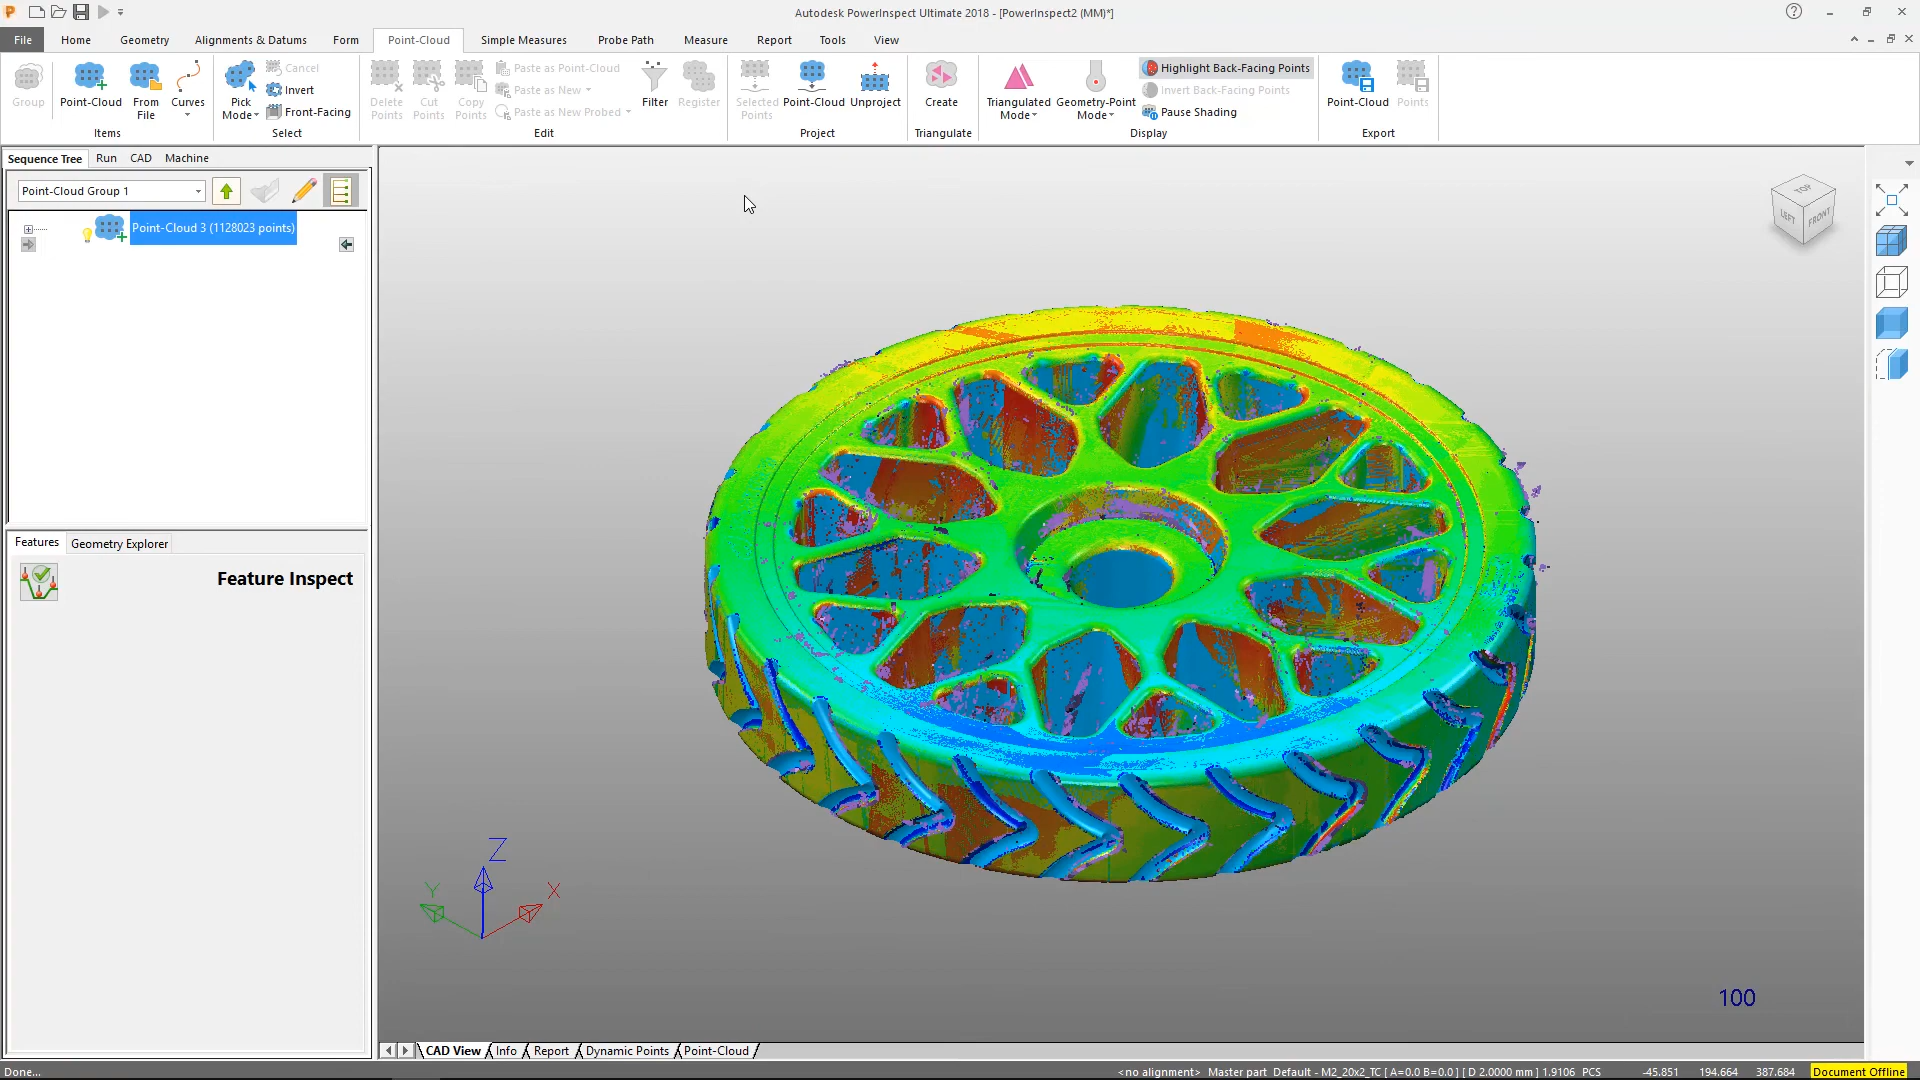 Autodesk PowerInspect Ultimate 2018 - [PowerInspect2 (MM)*]
File Home Geometry Alignments & Datums Form Point-Cloud Simple Measures Probe Path Measure Report Tools View
Group
Point-Cloud
From File
Curves
Items
Pick Mode
Cancel
Invert
Front-Facing
Select
Delete Points
Cut Points
Copy Points
Paste as Point-Cloud
Paste as New
Paste as New Probed
Filter
Register
Edit
Selected Points
Point-Cloud
Unproject
Project
Create
Triangulate
Triangulated Mode
Geometry-Point Mode
Highlight Back-Facing Points
Invert Back-Facing Points
Pause Shading
Display
Point-Cloud
Points
Export
Sequence Tree Run CAD Machine
Point-Cloud Group 1
Point-Cloud 3 (1128023 points)
TOP
LEFT
FRONT
Features Geometry Explorer
Feature Inspect
Z
Y
X
100
CAD View Info Report Dynamic Points Point-Cloud
Done...
<no alignment> Master part Default - M2_20x2_TC [ A=0.0 B=0.0 ] [ D 2.0000 mm ] 1.9106 PCS -45.851 194.664 387.684 Document Offline